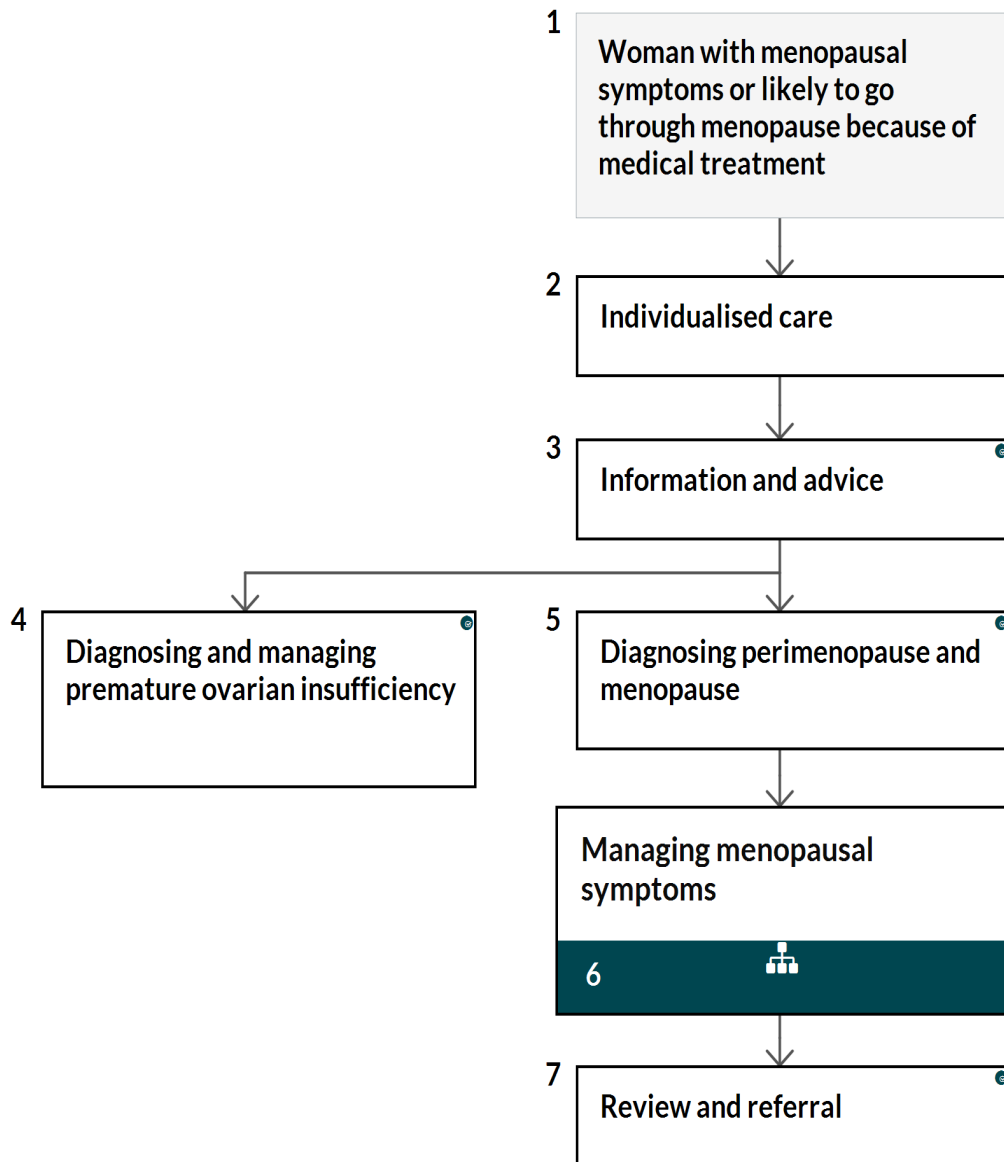 1
Woman with menopausal
symptoms or likely to go
through menopause because of
medical treatment
2
Individualised care
3
Information and advice
4
Diagnosing and managing
premature ovarian insufficiency
5
Diagnosing perimenopause and
menopause
Managing menopausal
symptoms
6
7
Review and referral